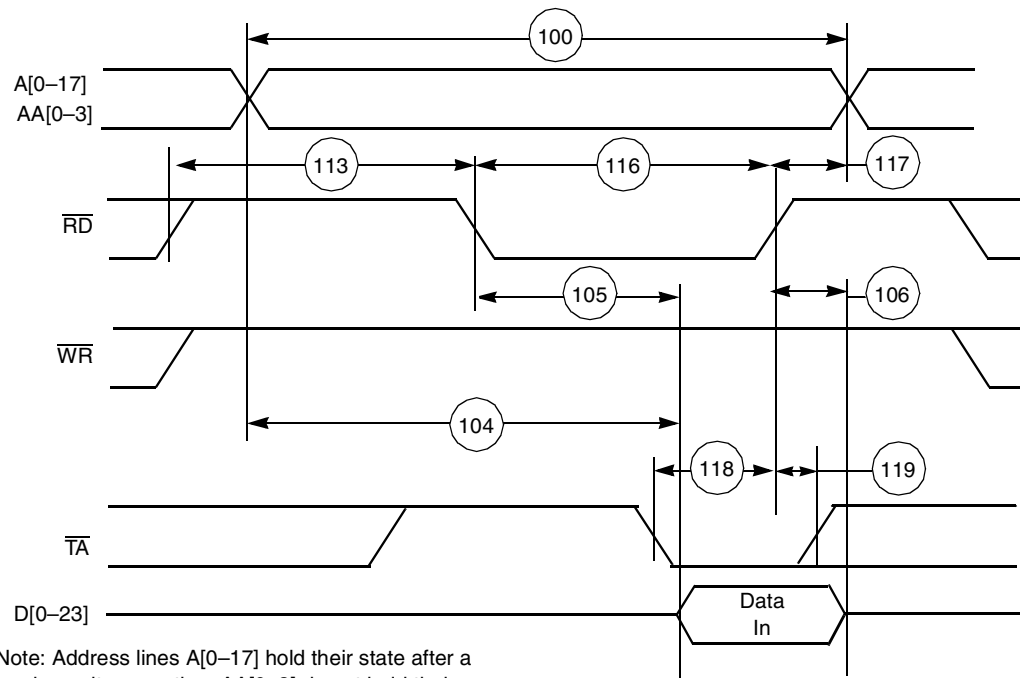 100
A[0–17]
AA[0–3]
113
116
117
RD
105
106
WR
104
118
119
TA
Data
In
D[0–23]
Note: Address lines A[0–17] hold their state after a